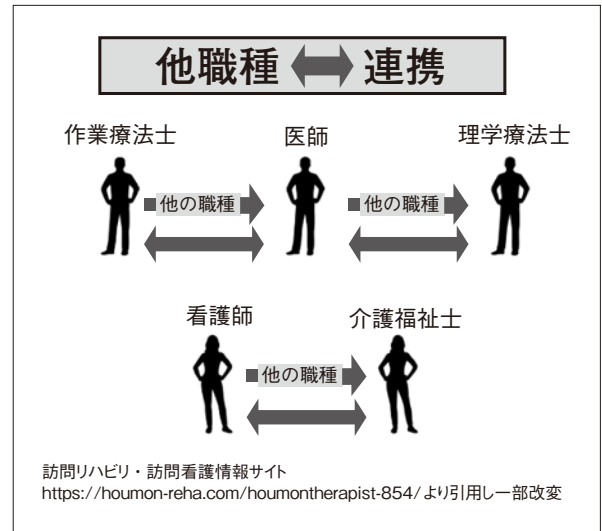 他職種 ⟷ 連携
作業療法士 医師 理学療法士
他の職種 他の職種
看護師 介護福祉士
他の職種
訪問リハビリ・訪問看護情報サイト
https://houmon-reha.com/houmontherapist-854/より引用し一部改変